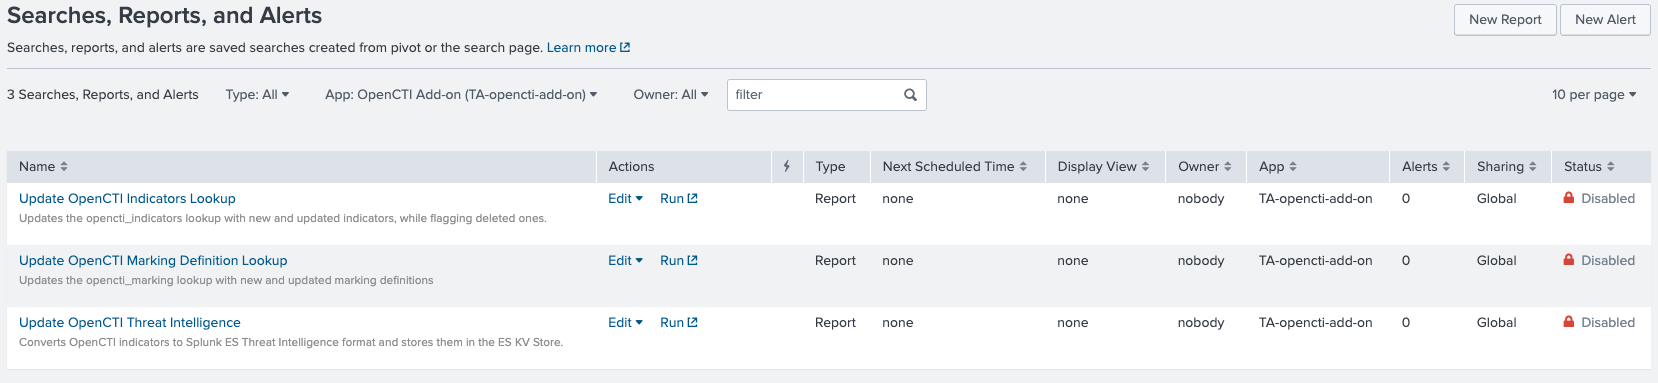 Searches, Reports, and Alerts
New Report New Alert
Searches, reports, and alerts are saved searches created from pivot or the search page. Learn more
3 Searches, Reports, and Alerts Type: All App: OpenCTI Add-on (TA-opencti-add-on) Owner: All filter 10 per page
Name Actions Type Next Scheduled Time Display View Owner App Alerts Sharing Status
Update OpenCTI Indicators Lookup Edit Run Report none none nobody TA-opencti-add-on 0 Global Disabled
Updates the opencti_indicators lookup with new and updated indicators, while flagging deleted ones.
Update OpenCTI Marking Definition Lookup Edit Run Report none none nobody TA-opencti-add-on 0 Global Disabled
Updates the opencti_marking lookup with new and updated marking definitions
Update OpenCTI Threat Intelligence Edit Run Report none none nobody TA-opencti-add-on 0 Global Disabled
Converts OpenCTI indicators to Splunk ES Threat Intelligence format and stores them in the ES KV Store.